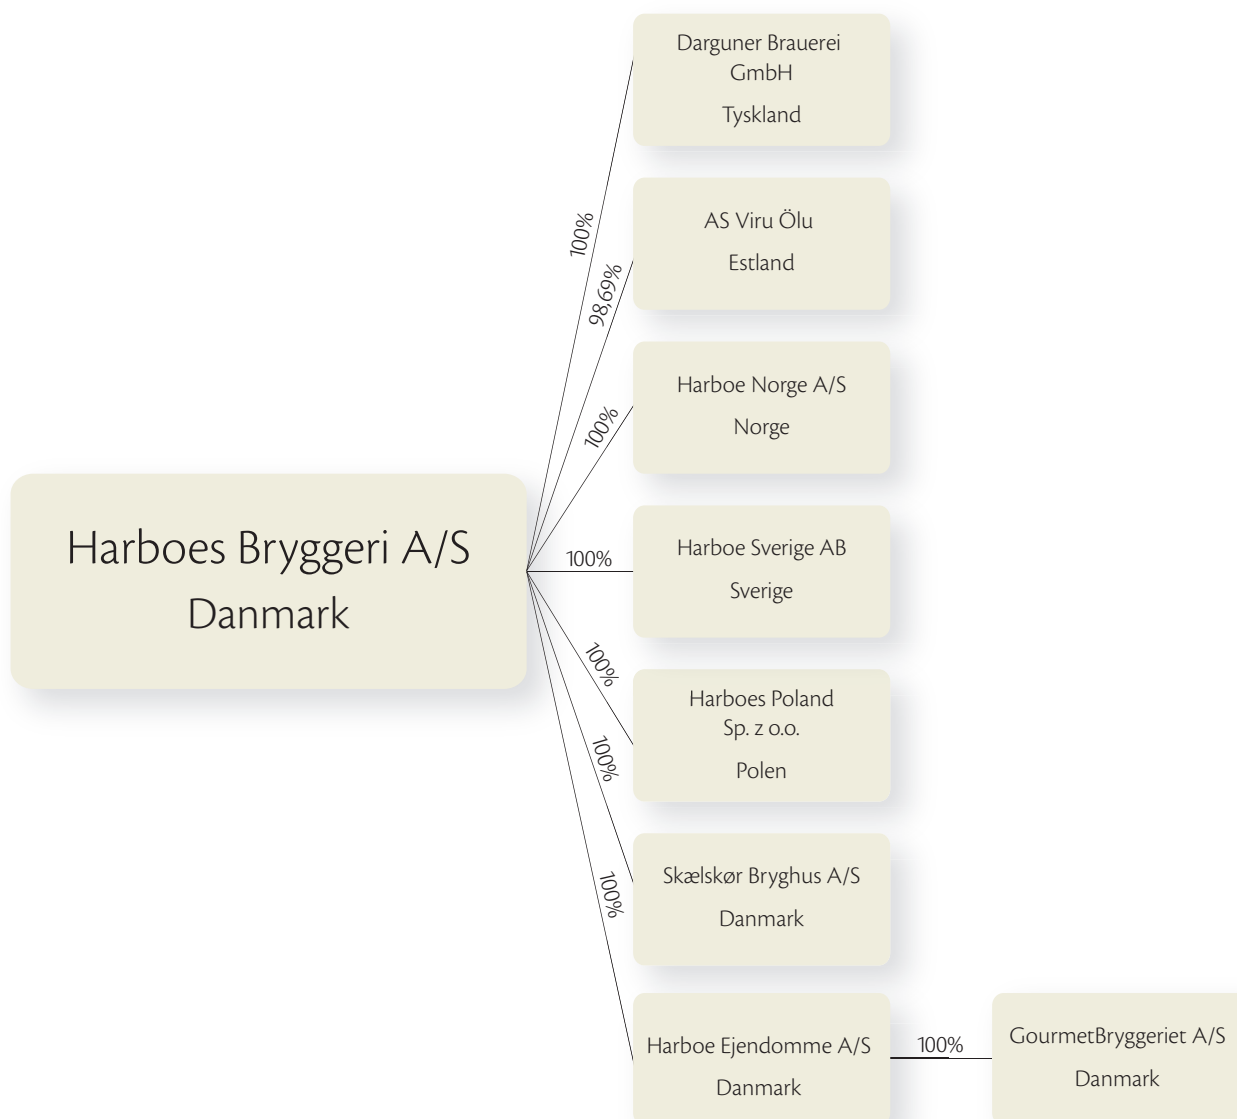 Darguner Brauerei
GmbH
Tyskland
100%
AS Viru Ölu
Estland
98,69%
Harboe Norge A/S
Norge
100%
Harboes Bryggeri A/S
Danmark
100%
Harboe Sverige AB
Sverige
100%
Harboes Poland
Sp. z o.o.
Polen
100%
Skælskør Bryghus A/S
Danmark
100%
Harboe Ejendomme A/S
Danmark
100%
GourmetBryggeriet A/S
Danmark